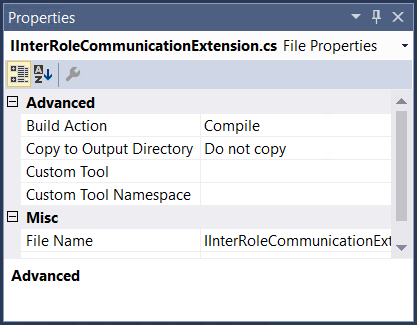 Properties
IInterRoleCommunicationExtension.cs File Properties
Advanced
Build Action Compile
Copy to Output Directory Do not copy
Custom Tool
Custom Tool Namespace
Misc
File Name IInterRoleCommunicationExt
Advanced